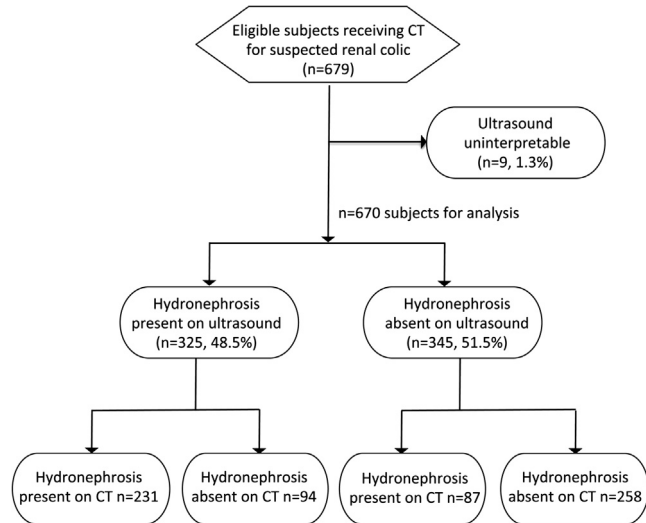 Eligible subjects receiving CT
for suspected renal colic
(n=679)
Ultrasound
uninterpretable
(n=9, 1.3%)
n=670 subjects for analysis
Hydronephrosis
present on ultrasound
(n=325, 48.5%)
Hydronephrosis
absent on ultrasound
(n=345, 51.5%)
Hydronephrosis
present on CT n=231
Hydronephrosis
absent on CT n=94
Hydronephrosis
present on CT n=87
Hydronephrosis
absent on CT n=258